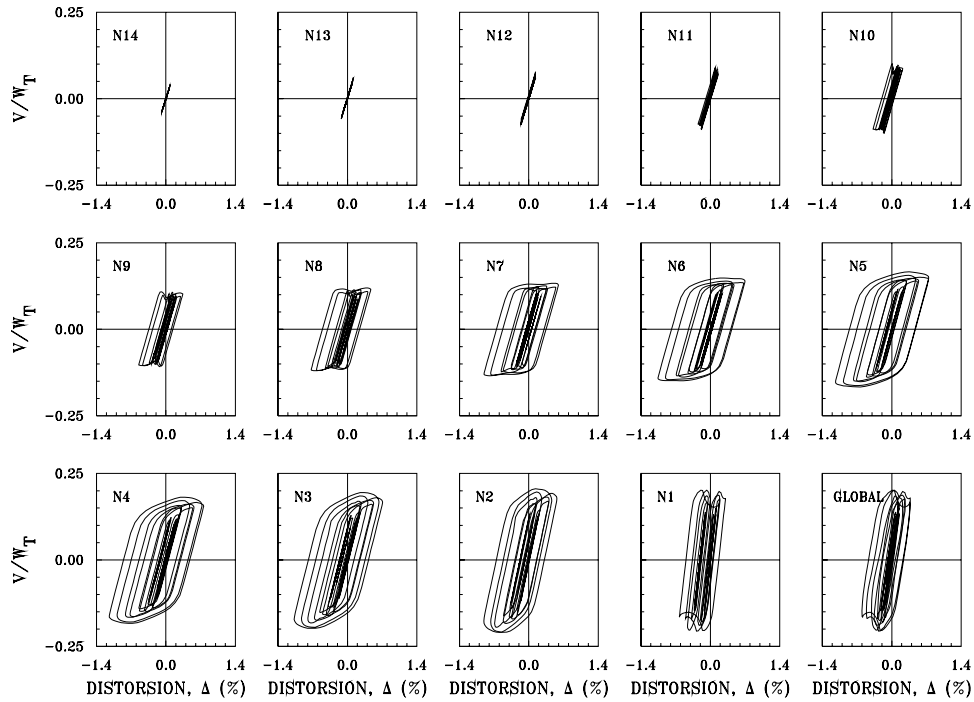 0.25 N14 N13 N12 N11 N10
V/W_T 0.00
−0.25
−1.4 0.0 1.4 −1.4 0.0 1.4 −1.4 0.0 1.4 −1.4 0.0 1.4 −1.4 0.0 1.4
0.25 N9 N8 N7 N6 N5
V/W_T 0.00
−0.25
−1.4 0.0 1.4 −1.4 0.0 1.4 −1.4 0.0 1.4 −1.4 0.0 1.4 −1.4 0.0 1.4
0.25 N4 N3 N2 N1 GLOBAL
V/W_T 0.00
−0.25
−1.4 0.0 1.4 −1.4 0.0 1.4 −1.4 0.0 1.4 −1.4 0.0 1.4 −1.4 0.0 1.4
DISTORSION, Δ (%) DISTORSION, Δ (%) DISTORSION, Δ (%) DISTORSION, Δ (%) DISTORSION, Δ (%)